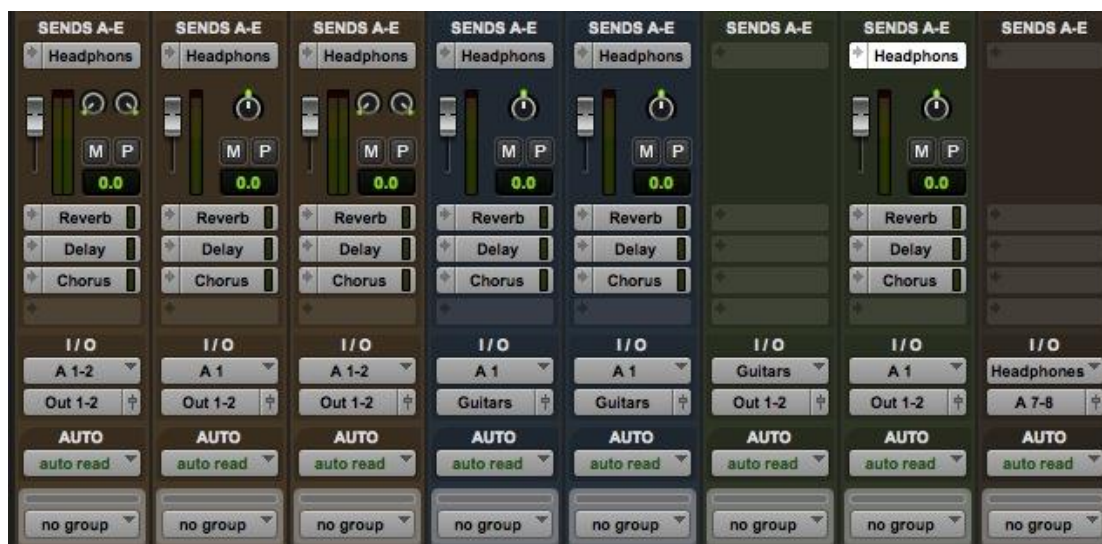 SENDS A-E SENDS A-E SENDS A-E SENDS A-E SENDS A-E SENDS A-E SENDS A-E SENDS A-E
Headphons Headphons Headphons Headphons Headphons Headphons
M P M P M P M P M P M P
0.0 0.0 0.0 0.0 0.0 0.0
Reverb Reverb Reverb Reverb Reverb Reverb
Delay Delay Delay Delay Delay Delay
Chorus Chorus Chorus Chorus Chorus Chorus
I/O I/O I/O I/O I/O I/O I/O I/O
A 1-2 A 1 A 1-2 A 1 A 1 Guitars A 1 Headphones
Out 1-2 Out 1-2 Out 1-2 Guitars Guitars Out 1-2 Out 1-2 A 7-8
AUTO AUTO AUTO AUTO AUTO AUTO AUTO AUTO
auto read auto read auto read auto read auto read auto read auto read auto read
no group no group no group no group no group no group no group no group